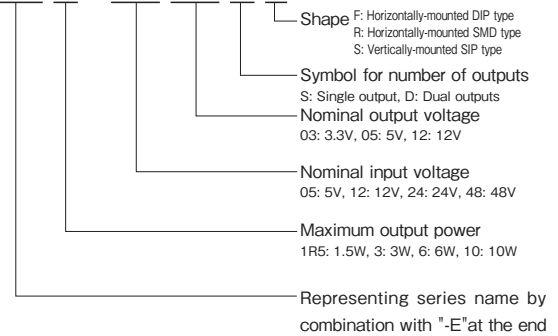 Shape F: Horizontally-mounted DIP type
R: Horizontally-mounted SMD type
S: Vertically-mounted SIP type
Symbol for number of outputs
S: Single output, D: Dual outputs
Nominal output voltage
03: 3.3V, 05: 5V, 12: 12V
Nominal input voltage
05: 5V, 12: 12V, 24: 24V, 48: 48V
Maximum output power
1R5: 1.5W, 3: 3W, 6: 6W, 10: 10W
Representing series name by
combination with "-E"at the end